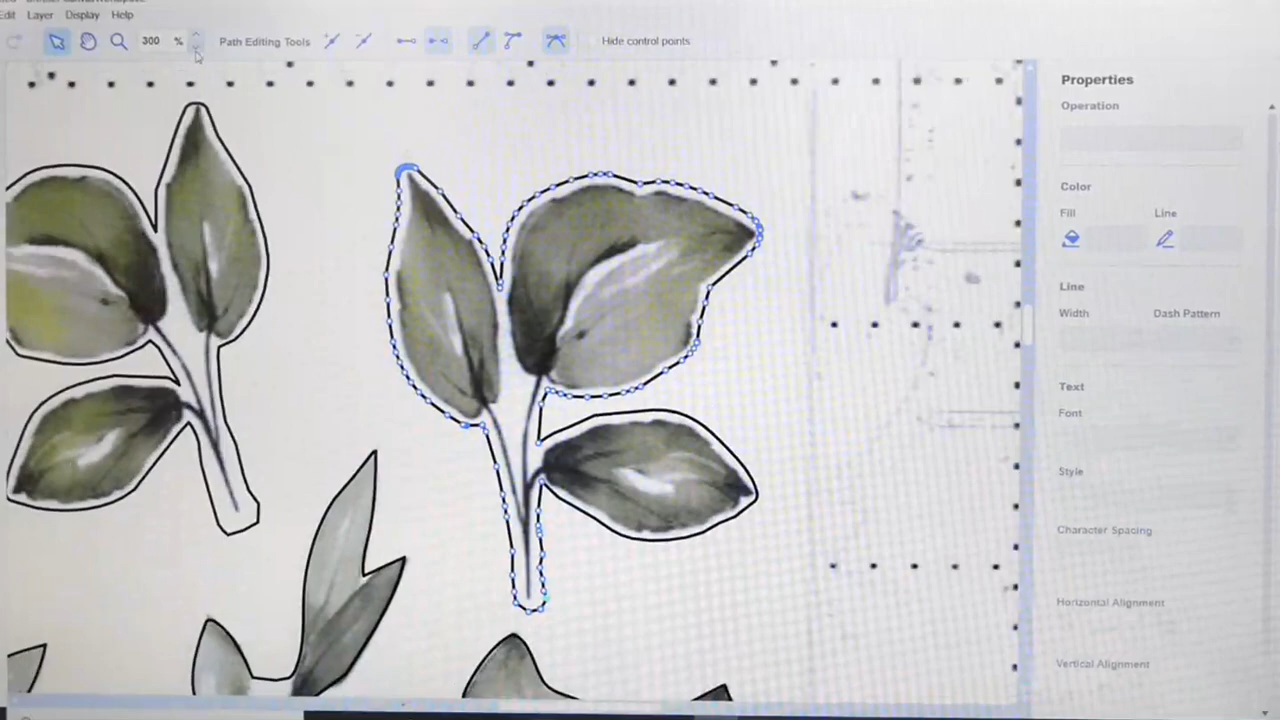 Edit Layer Display Help
300 % Path Editing Tools Hide control points
Properties
Operation
Color
Fill Line
Line
Width Dash Pattern
Text
Font
Style
Character Spacing
Horizontal Alignment
Vertical Alignment